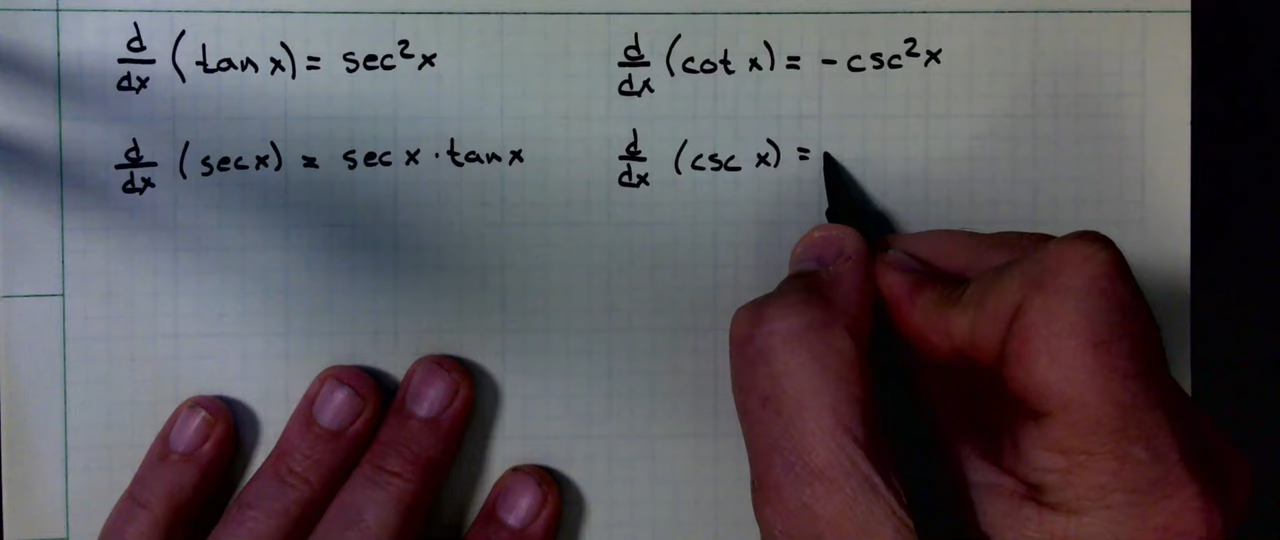 d/dx (tan x) = sec²x
d/dx (cot x) = -csc²x
d/dx (sec x) = sec x · tan x
d/dx (csc x) =